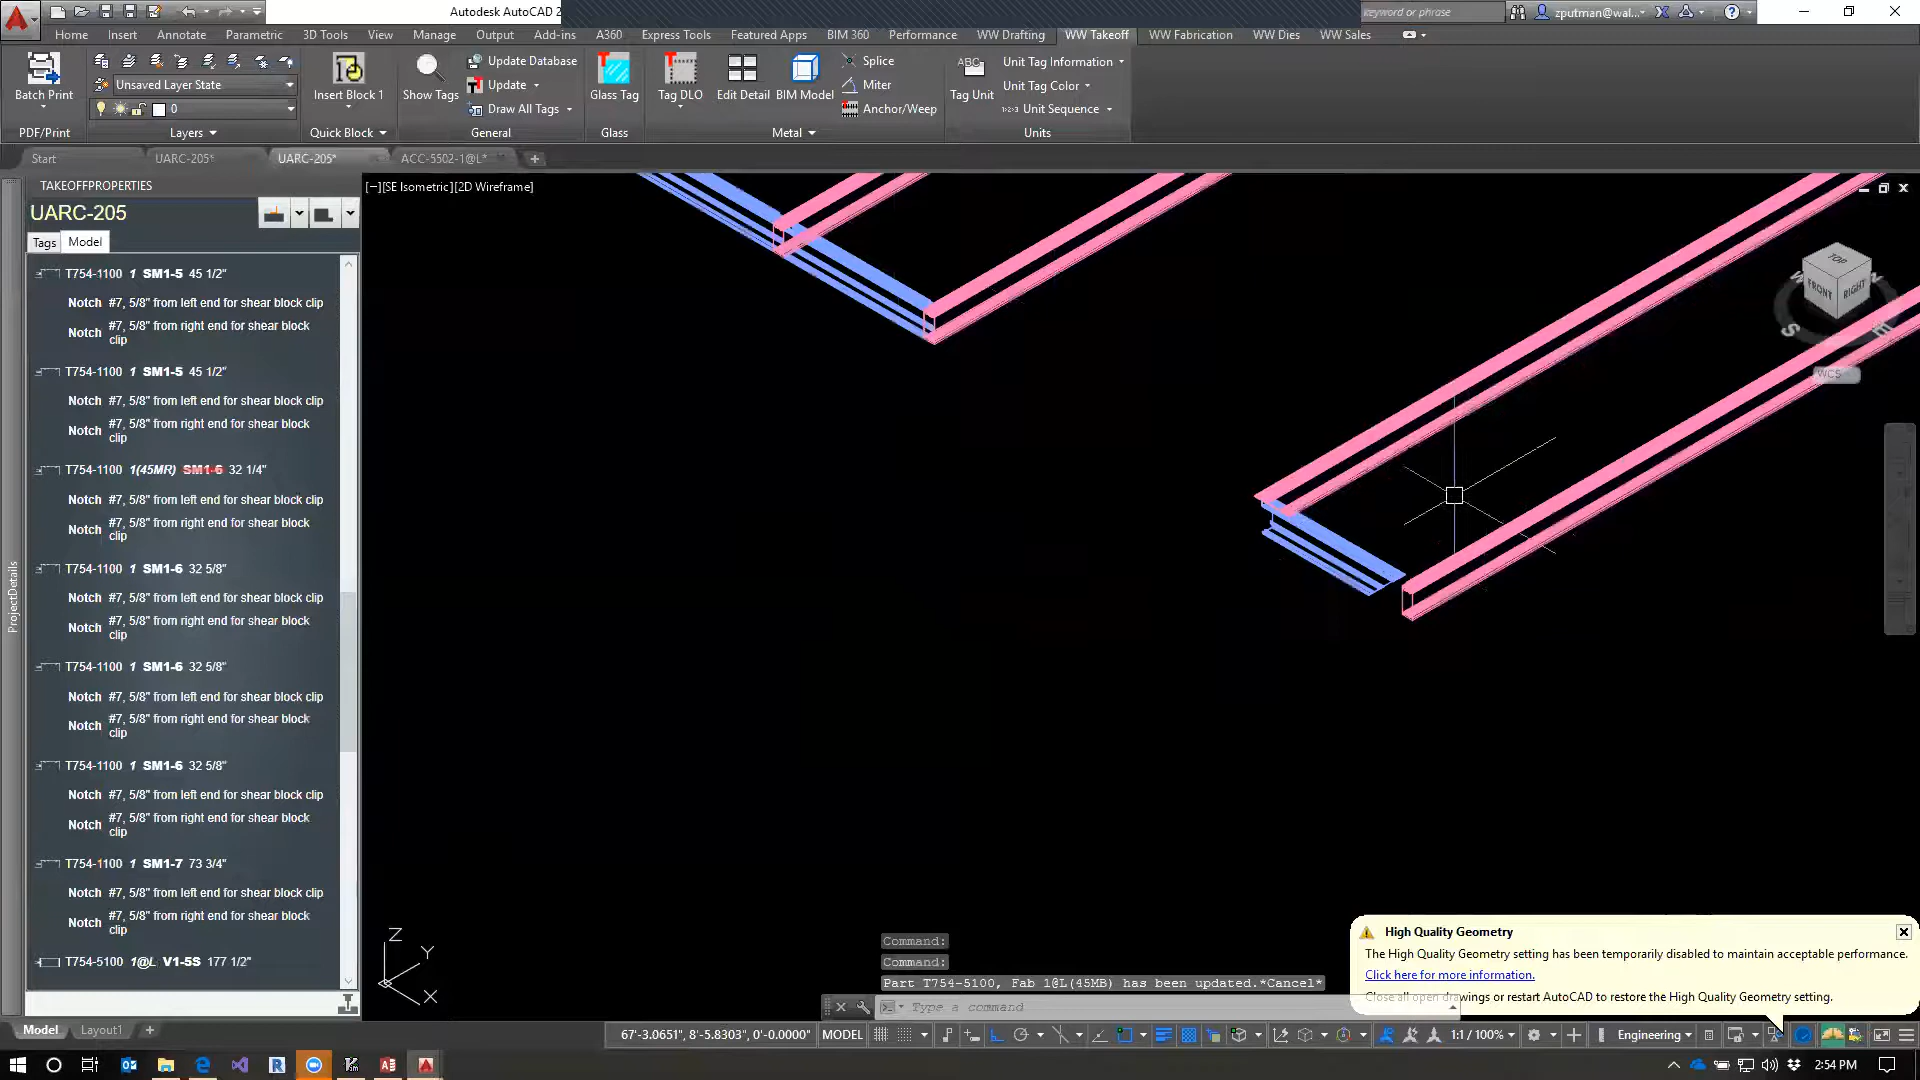 Autodesk AutoCAD 2
keyword or phrase
zputman@wal...
Home Insert Annotate Parametric 3D Tools View Manage Output Add-ins A360 Express Tools Featured Apps BIM 360 Performance WW Drafting WW Takeoff WW Fabrication WW Dies WW Sales
Batch Print
PDF/Print
Unsaved Layer State
0
Layers
Insert Block 1
Quick Block
Show Tags
Update Database
Update
Draw All Tags
General
Glass Tag
Glass
Tag DLO
Edit Detail
BIM Model
Splice
Miter
Anchor/Weep
Metal
ABC
Tag Unit
Unit Tag Information
Unit Tag Color
Unit Sequence
Units
Start UARC-205* UARC-205* ACC-5502-1@L*
TAKEOFFPROPERTIES
UARC-205
Tags Model
T754-1100 1 SM1-5 45 1/2"
Notch #7, 5/8" from left end for shear block clip
Notch #7, 5/8" from right end for shear block
clip
T754-1100 1 SM1-5 45 1/2"
Notch #7, 5/8" from left end for shear block clip
Notch #7, 5/8" from right end for shear block
clip
T754-1100 1(45MR) SM1-6 32 1/4"
Notch #7, 5/8" from left end for shear block clip
Notch #7, 5/8" from right end for shear block
clip
T754-1100 1 SM1-6 32 5/8"
Notch #7, 5/8" from left end for shear block clip
Notch #7, 5/8" from right end for shear block
clip
T754-1100 1 SM1-6 32 5/8"
Notch #7, 5/8" from left end for shear block clip
Notch #7, 5/8" from right end for shear block
clip
T754-1100 1 SM1-6 32 5/8"
Notch #7, 5/8" from left end for shear block clip
Notch #7, 5/8" from right end for shear block
clip
T754-1100 1 SM1-7 73 3/4"
Notch #7, 5/8" from left end for shear block clip
Notch #7, 5/8" from right end for shear block
clip
T754-5100 1@L V1-5S 177 1/2"
ProjectDetails
[−][SE Isometric][2D Wireframe]
TOP
FRONT RIGHT
W N S E
WCS
Z
Y
X
Command:
Command:
Part T754-5100, Fab 1@L(45MB) has been updated.*Cancel*
Type a command
High Quality Geometry
The High Quality Geometry setting has been temporarily disabled to maintain acceptable performance.
Click here for more information.
Close all open drawings or restart AutoCAD to restore the High Quality Geometry setting.
Model Layout1
67'-3.0651", 8'-5.8303", 0'-0.0000" MODEL
1:1 / 100%
Engineering
2:54 PM